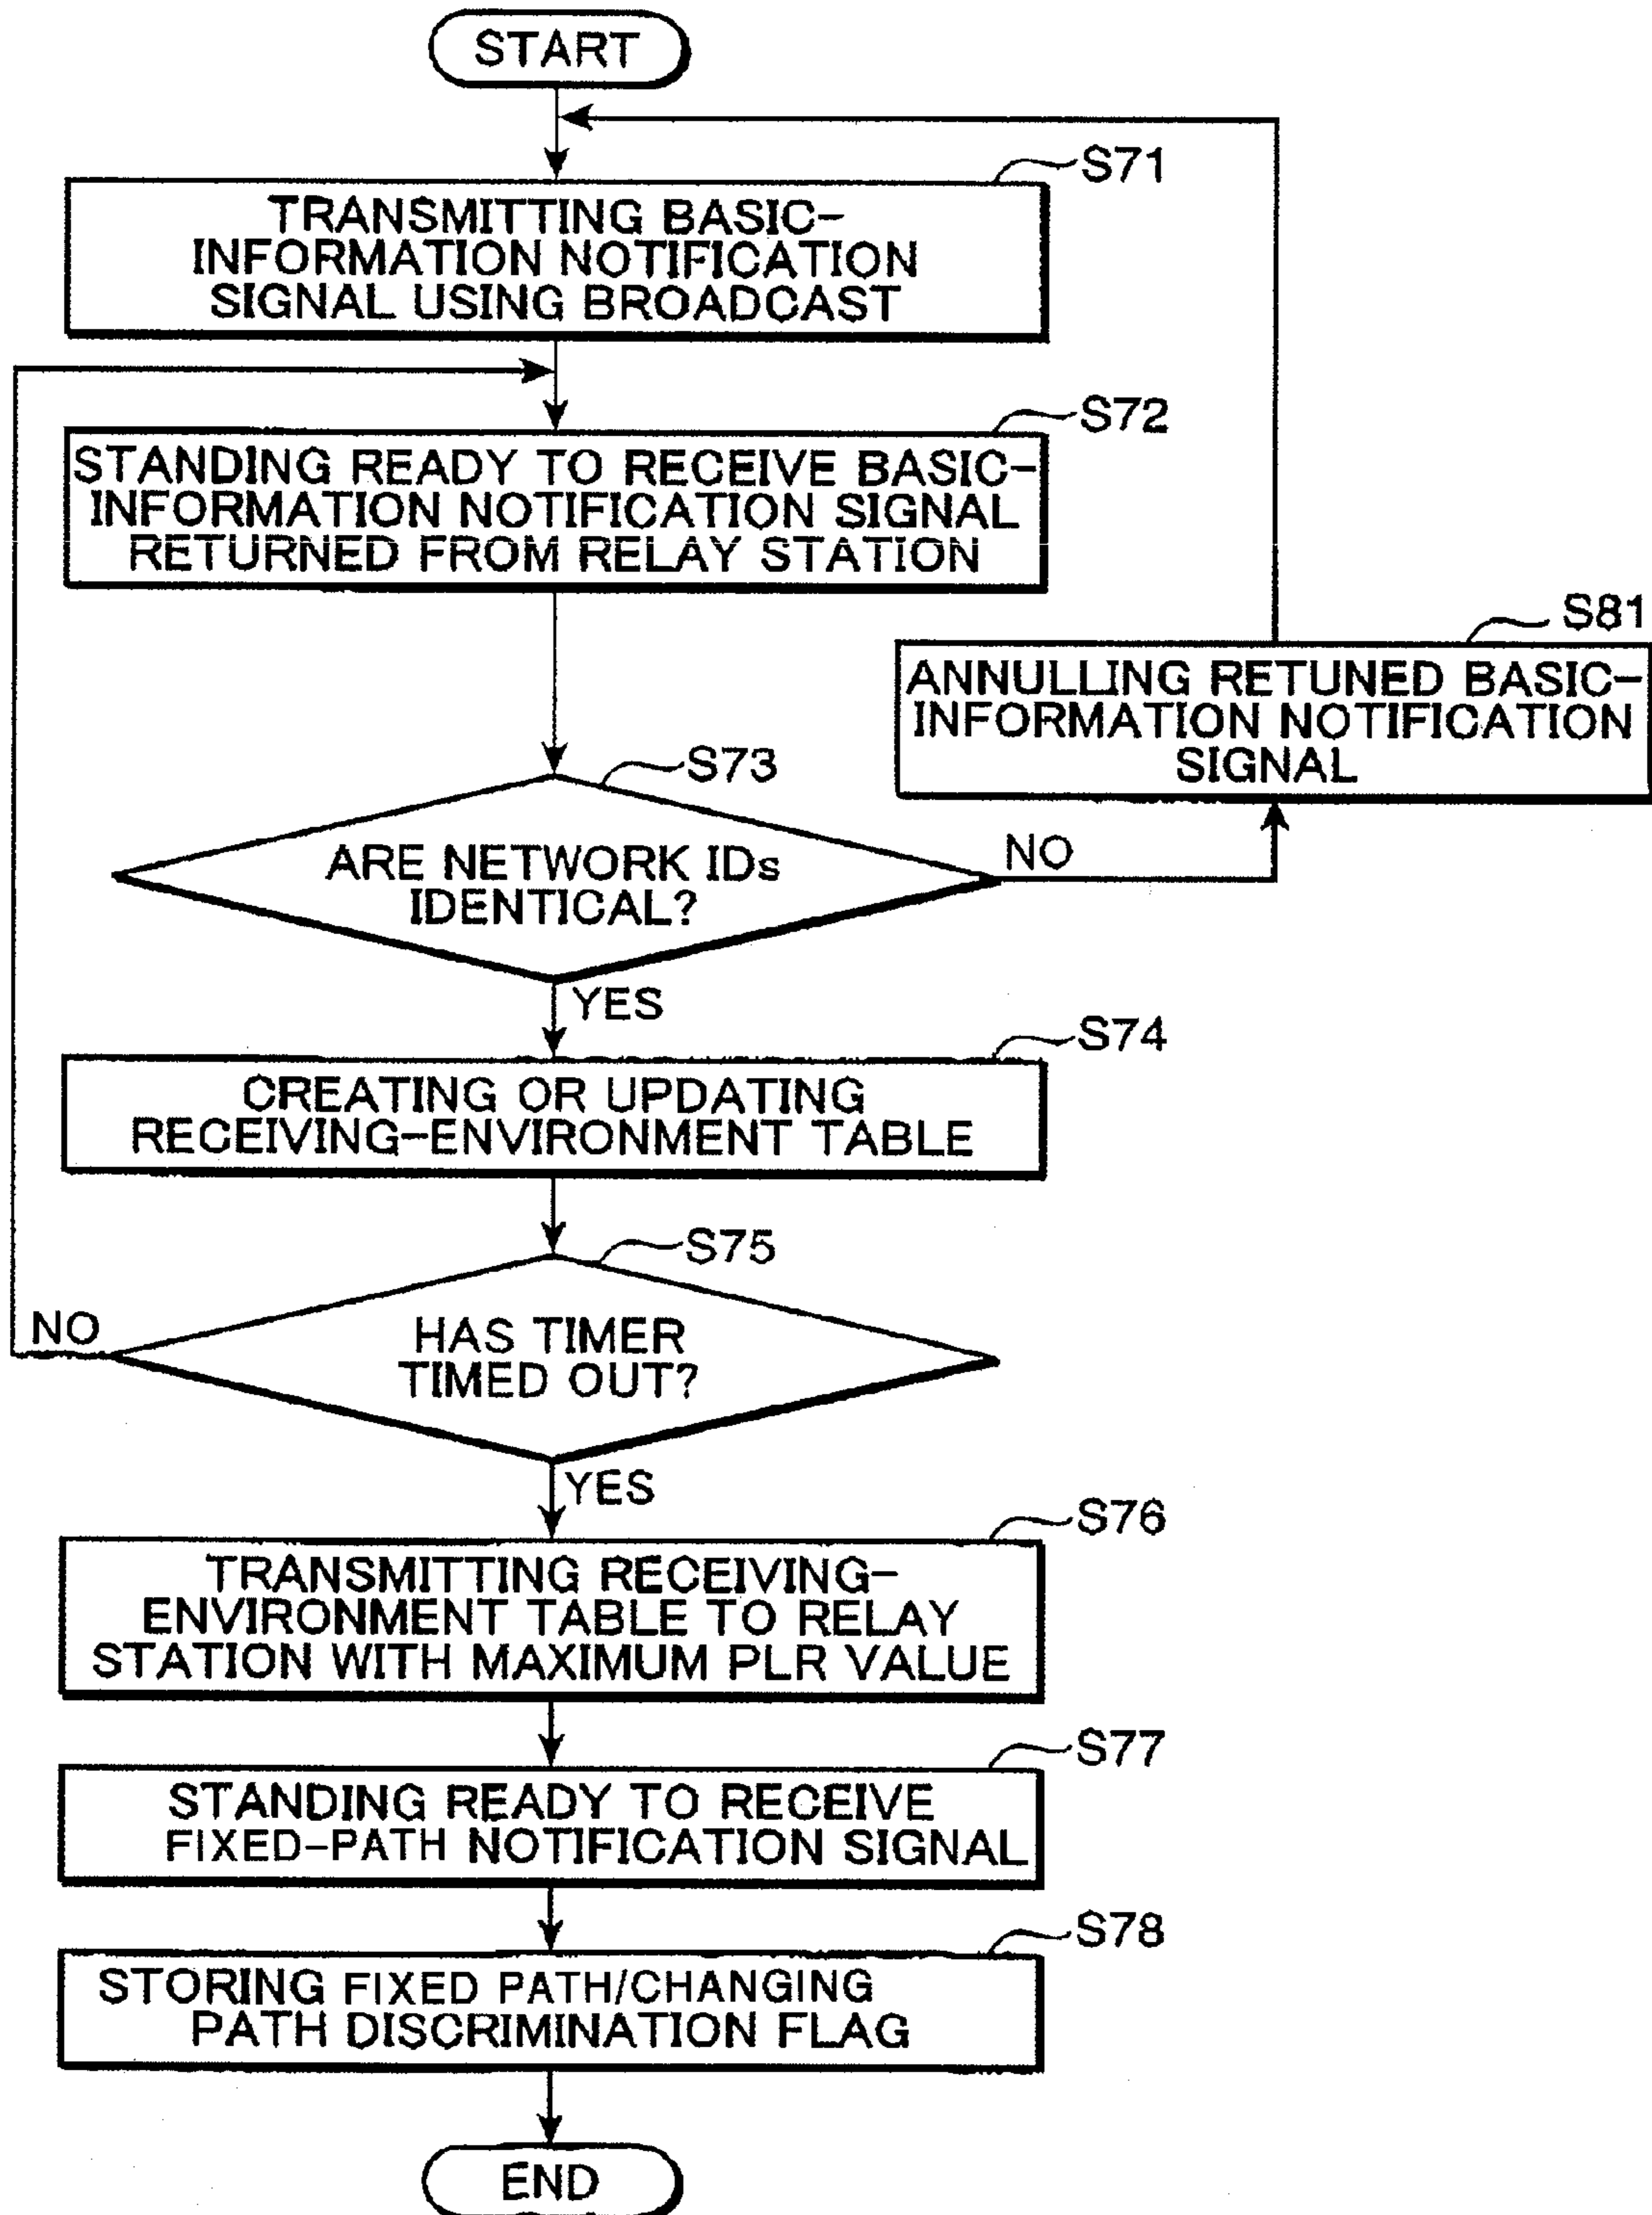 START
S71
TRANSMITTING BASIC-
INFORMATION NOTIFICATION
SIGNAL USING BROADCAST
S72
STANDING READY TO RECEIVE BASIC-
INFORMATION NOTIFICATION SIGNAL
RETURNED FROM RELAY STATION
S81
ANNULLING RETUNED BASIC-
INFORMATION NOTIFICATION
SIGNAL
S73
ARE NETWORK IDs
IDENTICAL?
NO
YES
S74
CREATING OR UPDATING
RECEIVING-ENVIRONMENT TABLE
S75
HAS TIMER
TIMED OUT?
NO
YES
S76
TRANSMITTING RECEIVING-
ENVIRONMENT TABLE TO RELAY
STATION WITH MAXIMUM PLR VALUE
S77
STANDING READY TO RECEIVE
FIXED-PATH NOTIFICATION SIGNAL
S78
STORING FIXED PATH/CHANGING
PATH DISCRIMINATION FLAG
END